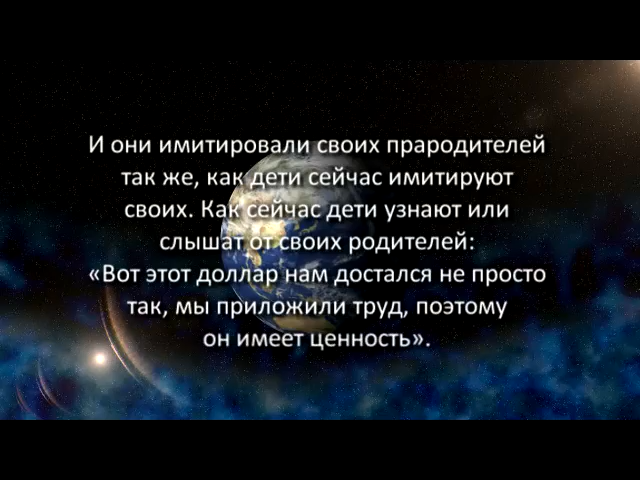 И они имитировали своих прародителей
так же, как дети сейчас имитируют
своих. Как сейчас дети узнают или
слышат от своих родителей:
«Вот этот доллар нам достался не просто
так, мы приложили труд, поэтому
он имеет ценность».